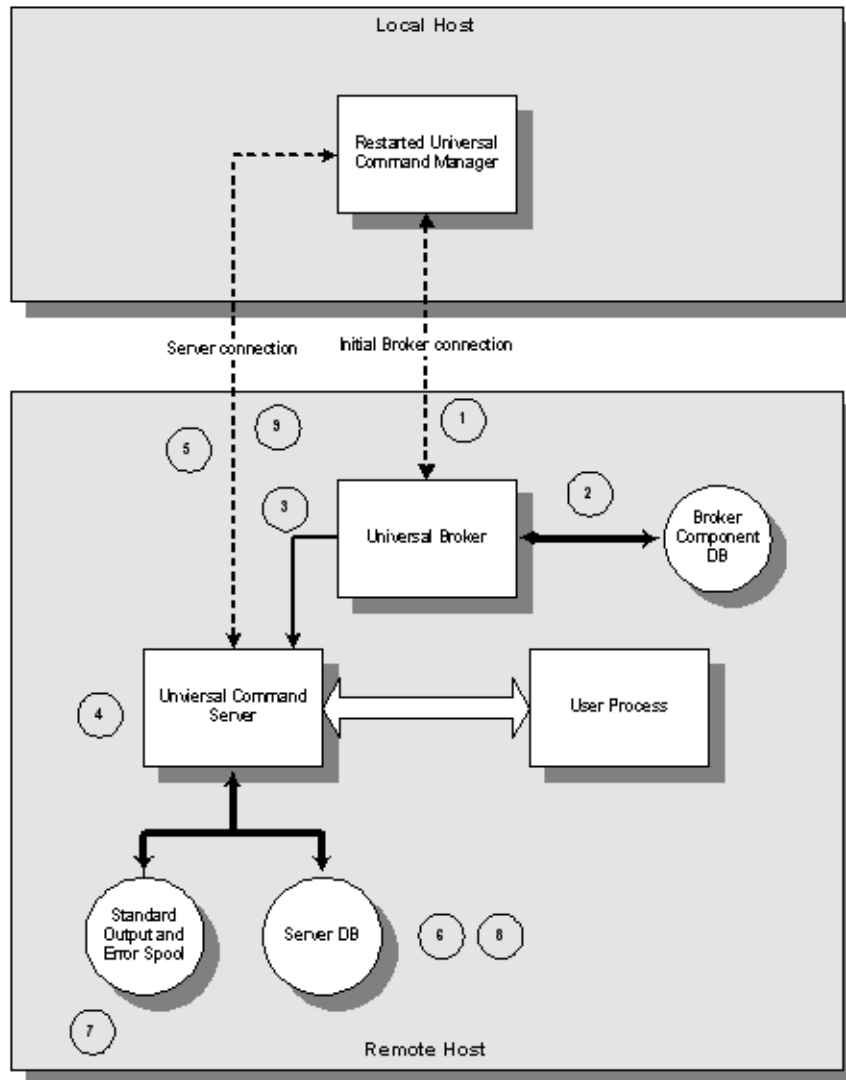 Local Host
Restarted Universal
Command Manager
Server connection
Initial Broker connection
9
1
5
3
2
Universal Broker
Broker
Component
DB
Unviersal Command
Server
User Process
4
Standard
Output and
Error Spool
Server DB
6
8
7
Remote Host